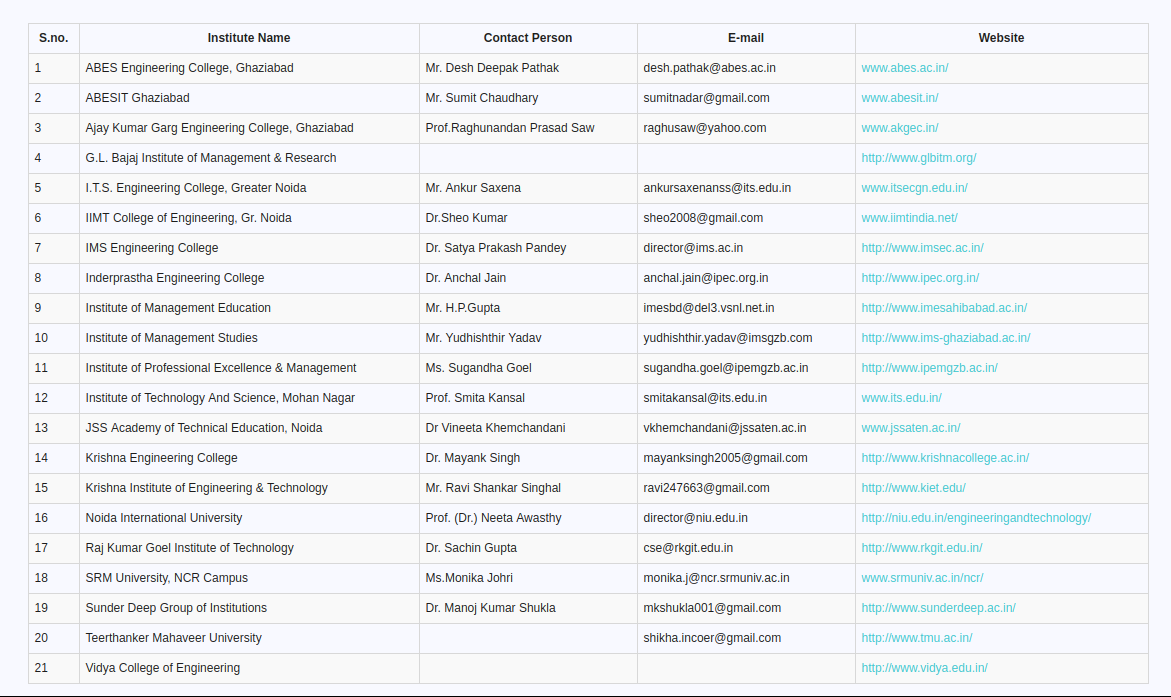 S.no. Institute Name Contact Person E-mail Website
1 ABES Engineering College, Ghaziabad Mr. Desh Deepak Pathak desh.pathak@abes.ac.in www.abes.ac.in/
2 ABESIT Ghaziabad Mr. Sumit Chaudhary sumitnadar@gmail.com www.abesit.in/
3 Ajay Kumar Garg Engineering College, Ghaziabad Prof.Raghunandan Prasad Saw raghusaw@yahoo.com www.akgec.in/
4 G.L. Bajaj Institute of Management & Research http://www.glbitm.org/
5 I.T.S. Engineering College, Greater Noida Mr. Ankur Saxena ankursaxenanss@its.edu.in www.itsecgn.edu.in/
6 IIMT College of Engineering, Gr. Noida Dr.Sheo Kumar sheo2008@gmail.com www.iimtindia.net/
7 IMS Engineering College Dr. Satya Prakash Pandey director@ims.ac.in http://www.imsec.ac.in/
8 Inderprastha Engineering College Dr. Anchal Jain anchal.jain@ipec.org.in http://www.ipec.org.in/
9 Institute of Management Education Mr. H.P.Gupta imesbd@del3.vsnl.net.in http://www.imesahibabad.ac.in/
10 Institute of Management Studies Mr. Yudhishthir Yadav yudhishthir.yadav@imsgzb.com http://www.ims-ghaziabad.ac.in/
11 Institute of Professional Excellence & Management Ms. Sugandha Goel sugandha.goel@ipemgzb.ac.in http://www.ipemgzb.ac.in/
12 Institute of Technology And Science, Mohan Nagar Prof. Smita Kansal smitakansal@its.edu.in www.its.edu.in/
13 JSS Academy of Technical Education, Noida Dr Vineeta Khemchandani vkhemchandani@jssaten.ac.in www.jssaten.ac.in/
14 Krishna Engineering College Dr. Mayank Singh mayanksingh2005@gmail.com http://www.krishnacollege.ac.in/
15 Krishna Institute of Engineering & Technology Mr. Ravi Shankar Singhal ravi247663@gmail.com http://www.kiet.edu/
16 Noida International University Prof. (Dr.) Neeta Awasthy director@niu.edu.in http://niu.edu.in/engineeringandtechnology/
17 Raj Kumar Goel Institute of Technology Dr. Sachin Gupta cse@rkgit.edu.in http://www.rkgit.edu.in/
18 SRM University, NCR Campus Ms.Monika Johri monika.j@ncr.srmuniv.ac.in www.srmuniv.ac.in/ncr/
19 Sunder Deep Group of Institutions Dr. Manoj Kumar Shukla mkshukla001@gmail.com http://www.sunderdeep.ac.in/
20 Teerthanker Mahaveer University shikha.incoer@gmail.com http://www.tmu.ac.in/
21 Vidya College of Engineering http://www.vidya.edu.in/